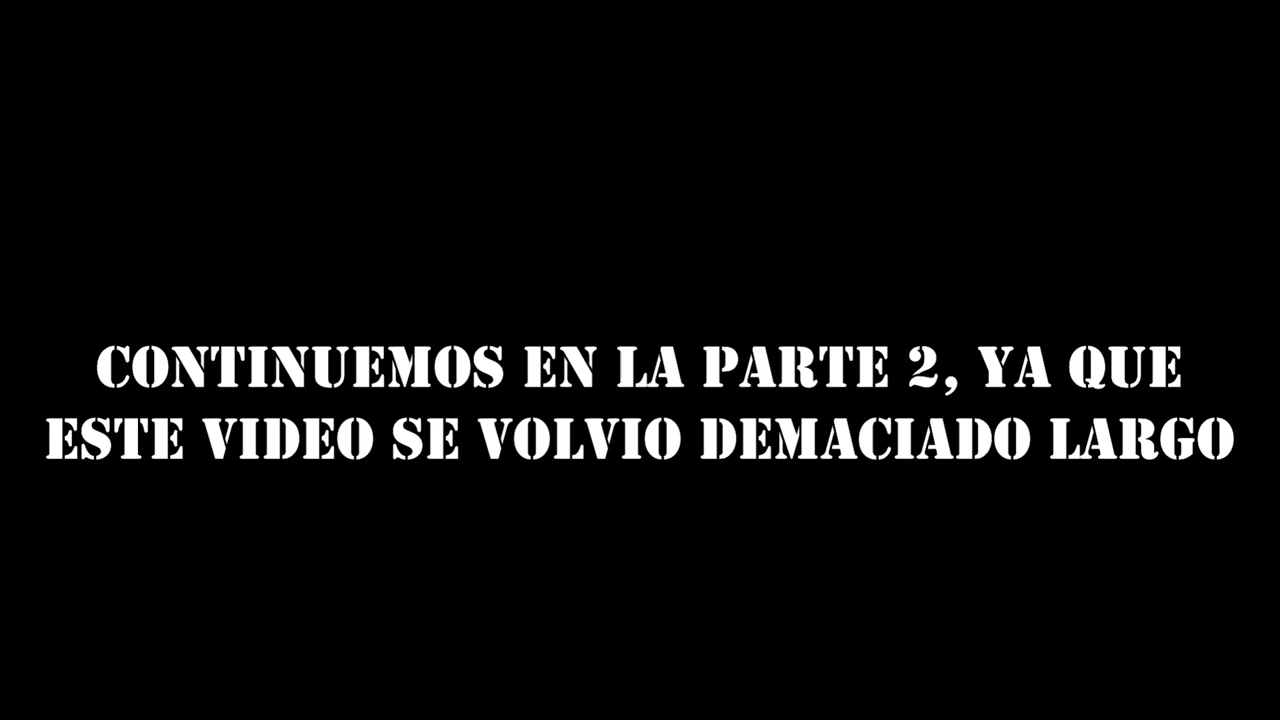 CONTINUEMOS EN LA PARTE 2, YA QUE
ESTE VIDEO SE VOLVIO DEMACIADO LARGO